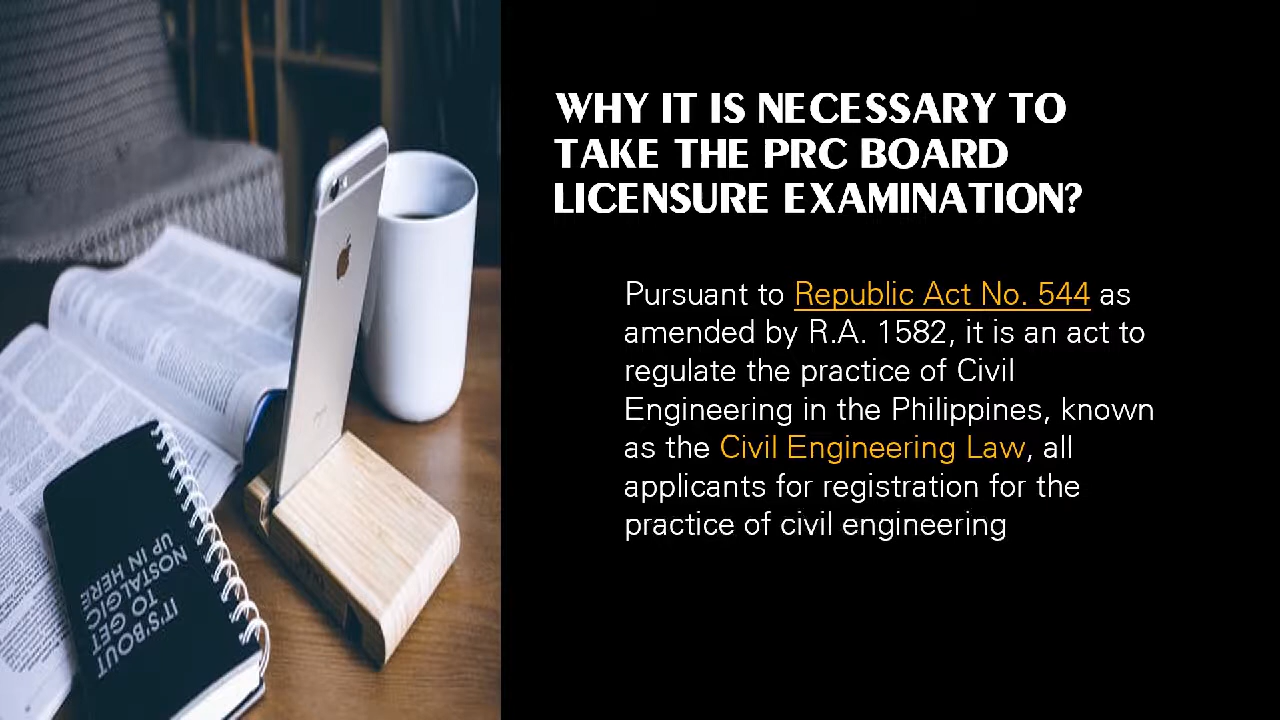 WHY IT IS NECESSARY TO
TAKE THE PRC BOARD
LICENSURE EXAMINATION?
Pursuant to Republic Act No. 544 as
amended by R.A. 1582, it is an act to
regulate the practice of Civil
Engineering in the Philippines, known
as the Civil Engineering Law, all
applicants for registration for the
practice of civil engineering
IT'S 'BOUT
TO GET
NOSTALGIC
UP IN HERE